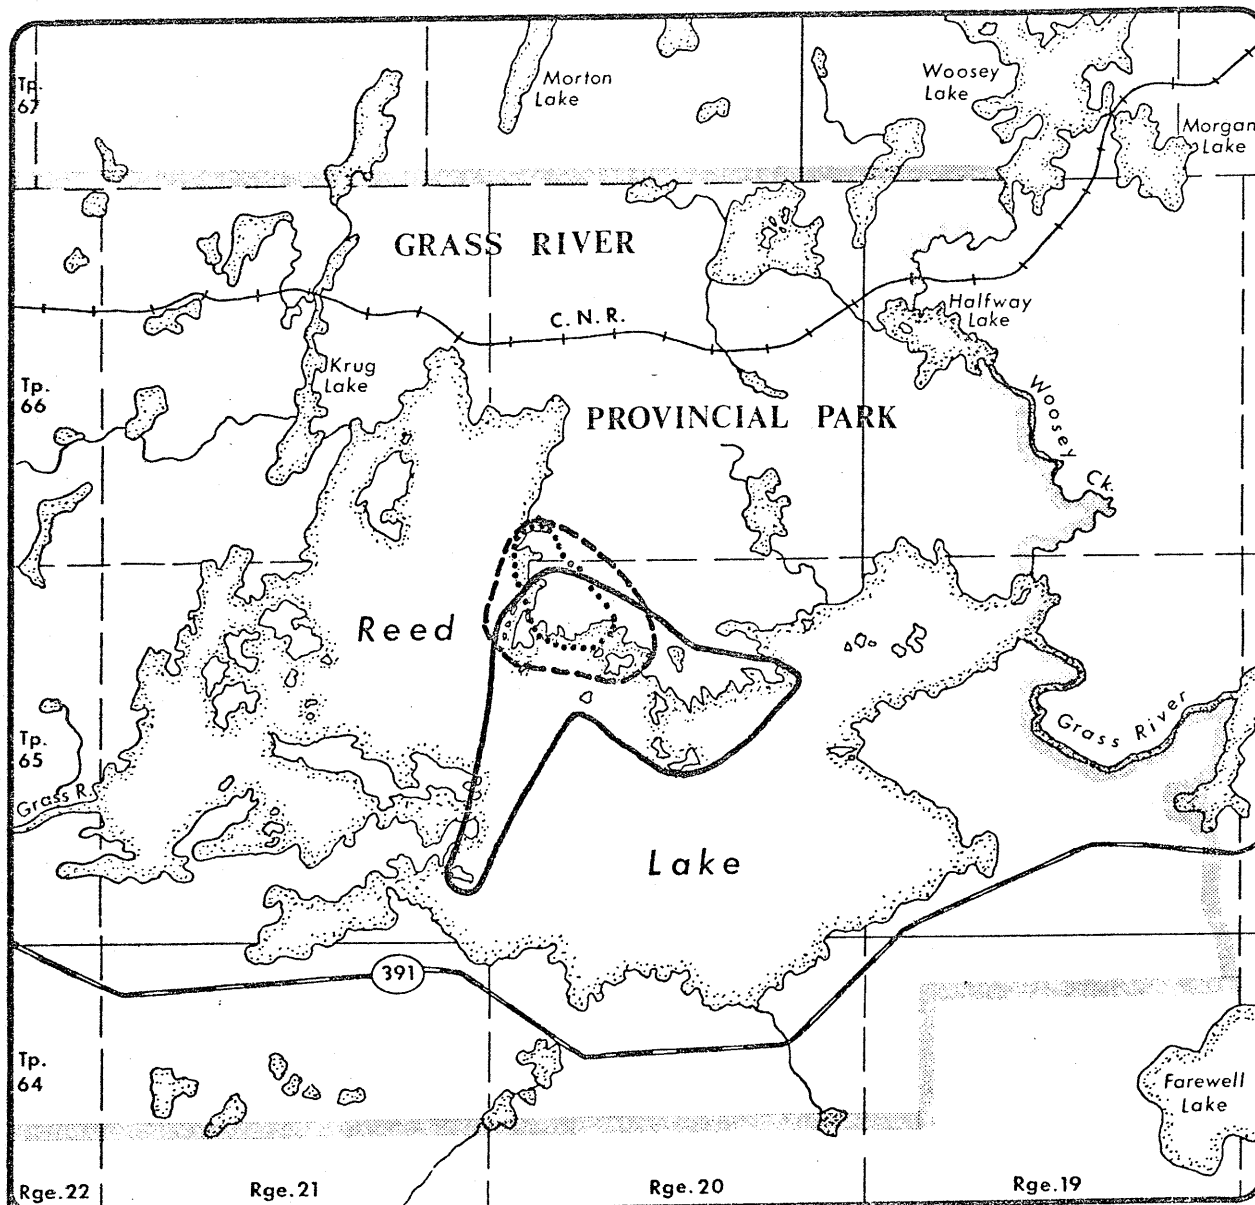 Tp.
67
Morton
Lake
Woosey
Lake
Morgan
Lake
GRASS RIVER
C.N.R.
Halfway
Lake
Krug
Lake
Tp.
66
PROVINCIAL PARK
Woosey
Ck.
Reed
Grass River
Tp.
65
Grass R.
Lake
391
Tp.
64
Farewell
Lake
Rge.22
Rge.21
Rge.20
Rge.19